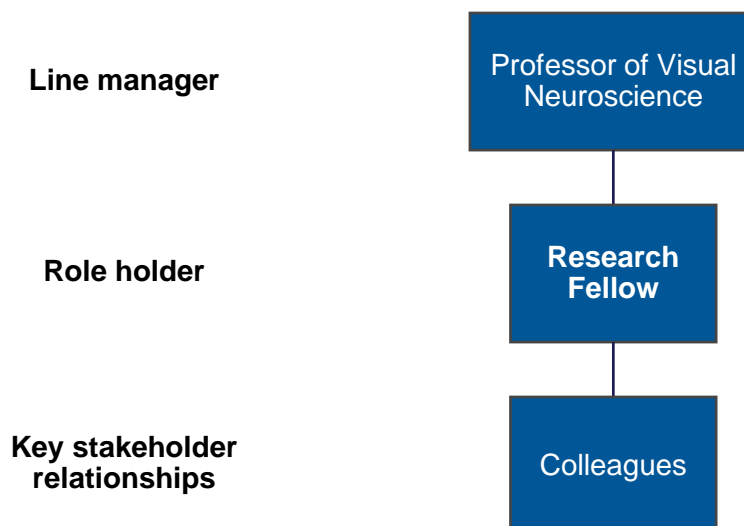 Line manager
Professor of Visual
Neuroscience
Role holder
Research
Fellow
Key stakeholder
relationships
Colleagues